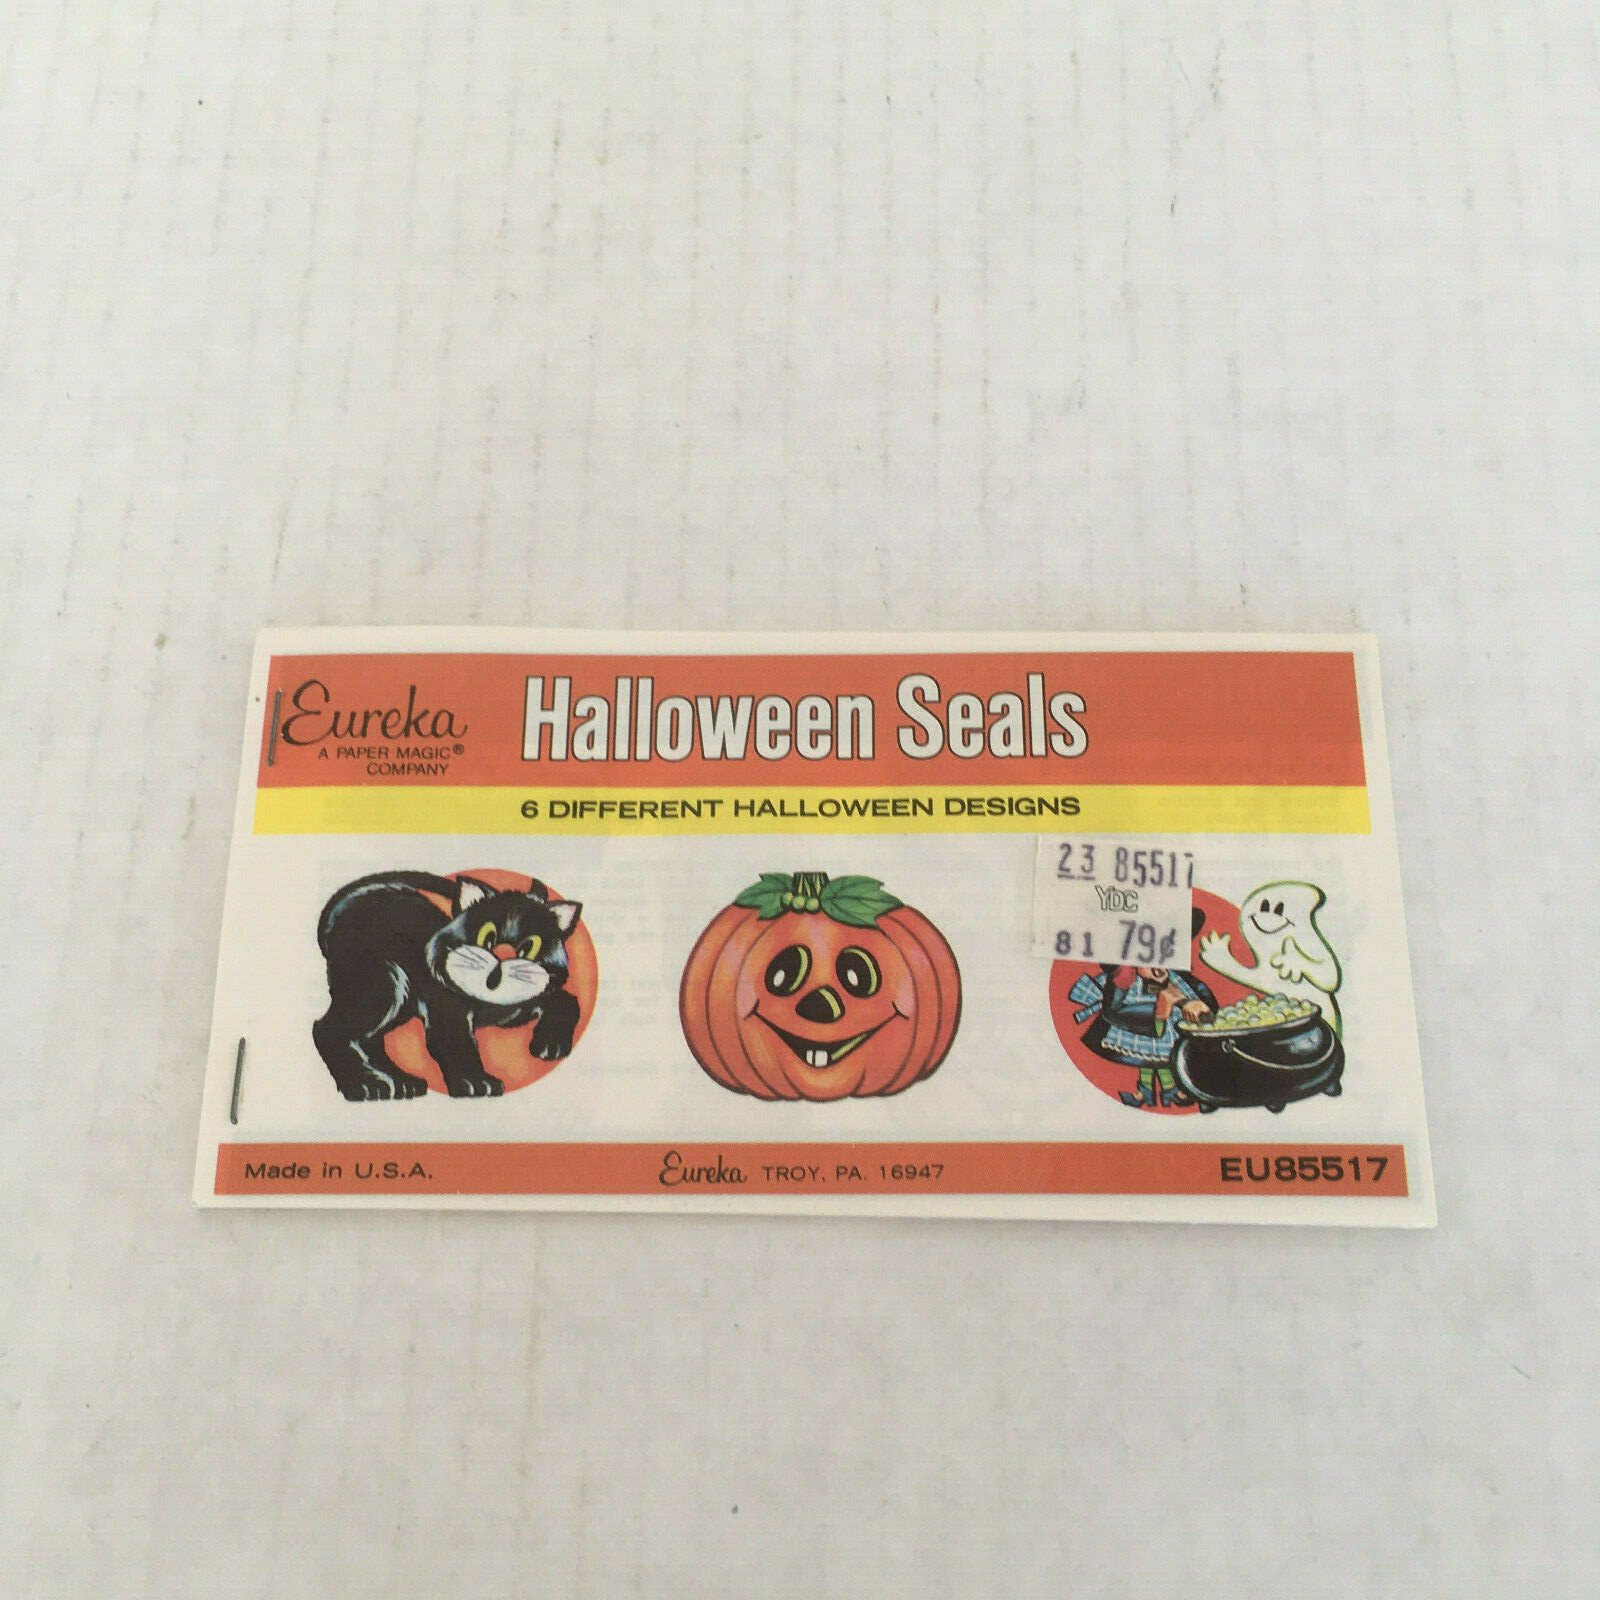 Eureka
A PAPER MAGIC®
COMPANY
Halloween Seals
6 DIFFERENT HALLOWEEN DESIGNS
23 85517
YDC
81 79¢
Made in U.S.A.
Eureka TROY, PA. 16947
EU85517